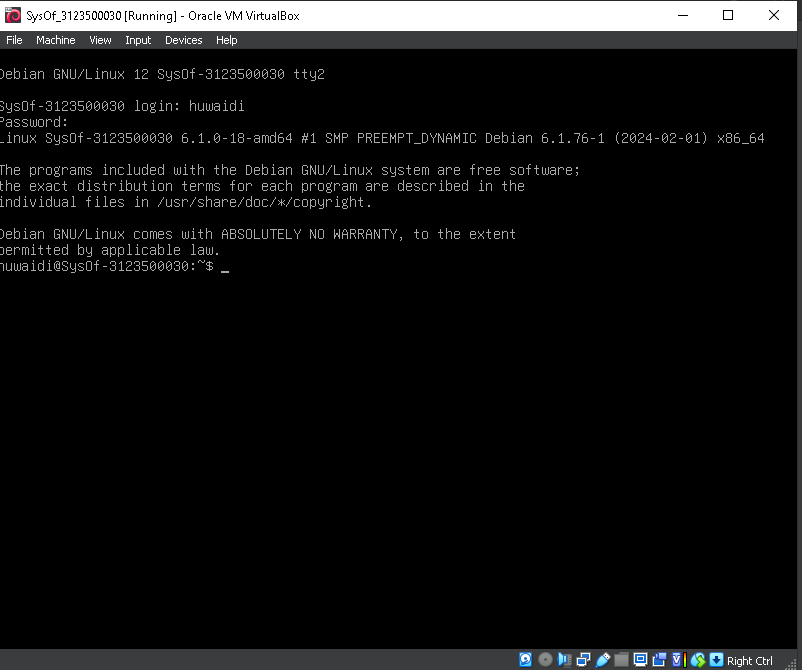 SysOf_3123500030 [Running] - Oracle VM VirtualBox
File Machine View Input Devices Help
Debian GNU/Linux 12 SysOf-3123500030 tty2
SysOf-3123500030 login: huwaidi
Password:
Linux SysOf-3123500030 6.1.0-18-amd64 #1 SMP PREEMPT_DYNAMIC Debian 6.1.76-1 (2024-02-01) x86_64
The programs included with the Debian GNU/Linux system are free software;
the exact distribution terms for each program are described in the
individual files in /usr/share/doc/*/copyright.
Debian GNU/Linux comes with ABSOLUTELY NO WARRANTY, to the extent
permitted by applicable law.
huwaidi@SysOf-3123500030:~$ _
Right Ctrl